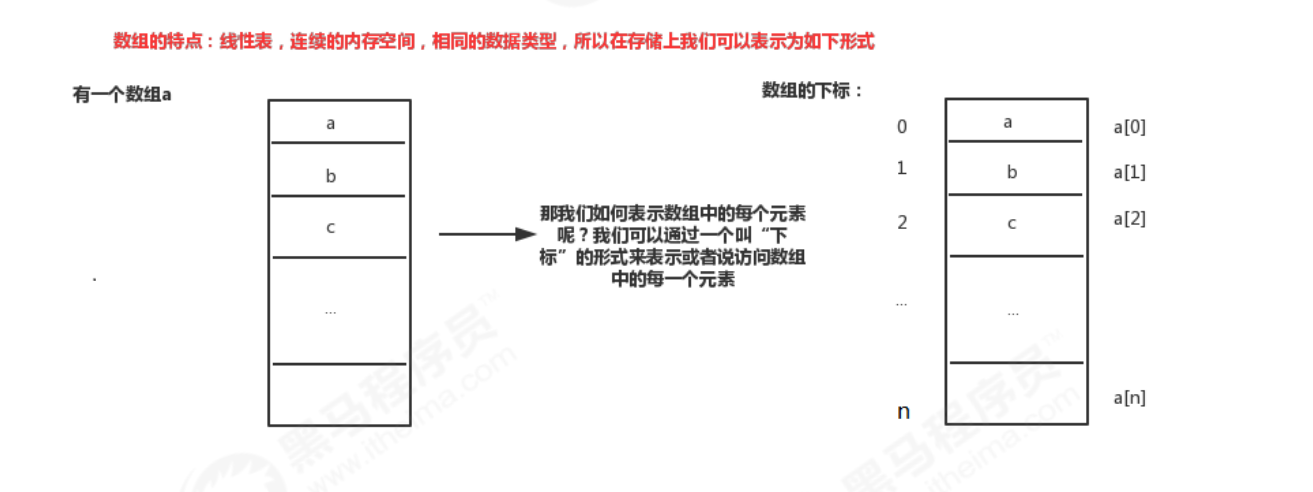 数组的特点：线性表，连续的内存空间，相同的数据类型，所以在存储上我们可以表示为如下形式
有一个数组a
a
b
c
...
那我们如何表示数组中的每个元素
呢？我们可以通过一个叫“下
标”的形式来表示或者说访问数组
中的每一个元素
数组的下标：
0 a a[0]
1 b a[1]
2 c a[2]
... ...
n a[n]
黑马程序员™
www.itheima.com
黑马程序员™
itheima.com